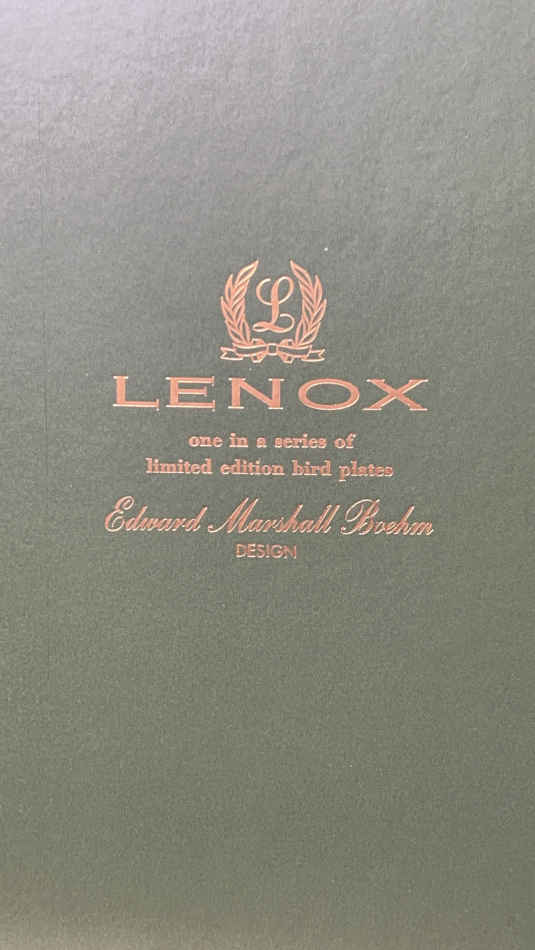 L
LENOX
one in a series of
limited edition bird plates
Edward Marshall Boehm
DESIGN